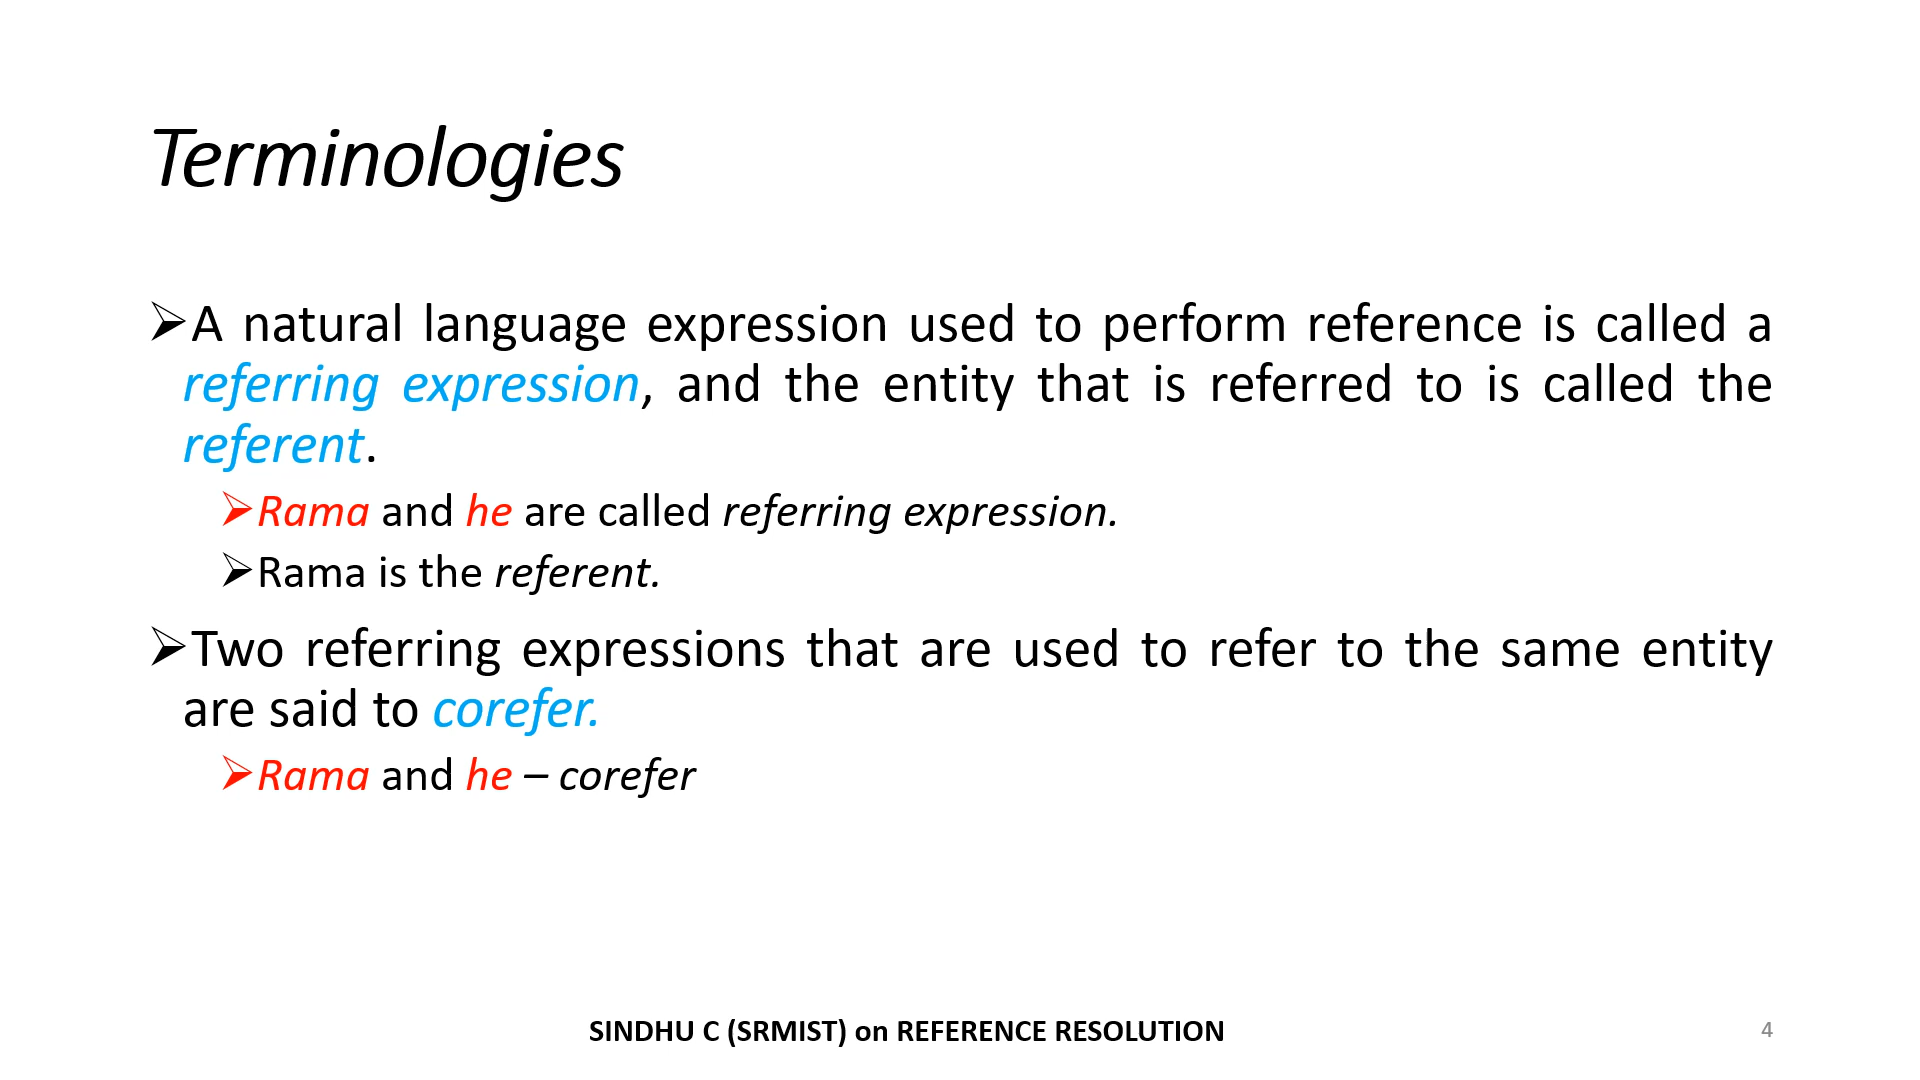 Terminologies
➢A natural language expression used to perform reference is called a
referring expression, and the entity that is referred to is called the
referent.
➢Rama and he are called referring expression.
➢Rama is the referent.
➢Two referring expressions that are used to refer to the same entity
are said to corefer.
➢Rama and he – corefer
SINDHU C (SRMIST) on REFERENCE RESOLUTION
4